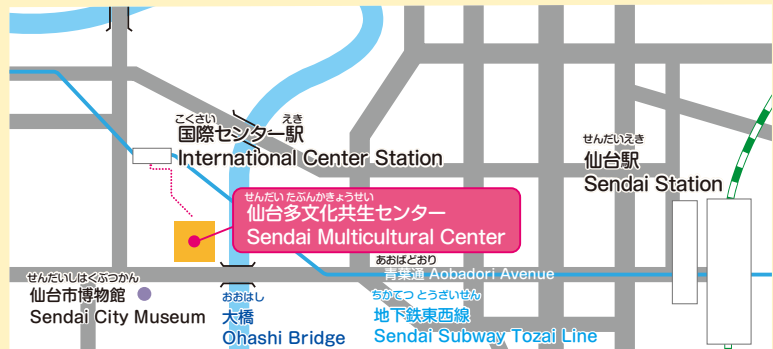 こくさい えき
国際センター駅
International Center Station
せんだいえき
仙台駅
Sendai Station
せんだい たぶんかきょうせい
仙台多文化共生センター
Sendai Multicultural Center
あおばどおり
青葉通 Aobadori Avenue
せんだいしはくぶつかん
仙台市博物館
Sendai City Museum
おおはし
大橋
Ohashi Bridge
ちかてつ とうざいせん
地下鉄東西線
Sendai Subway Tozai Line